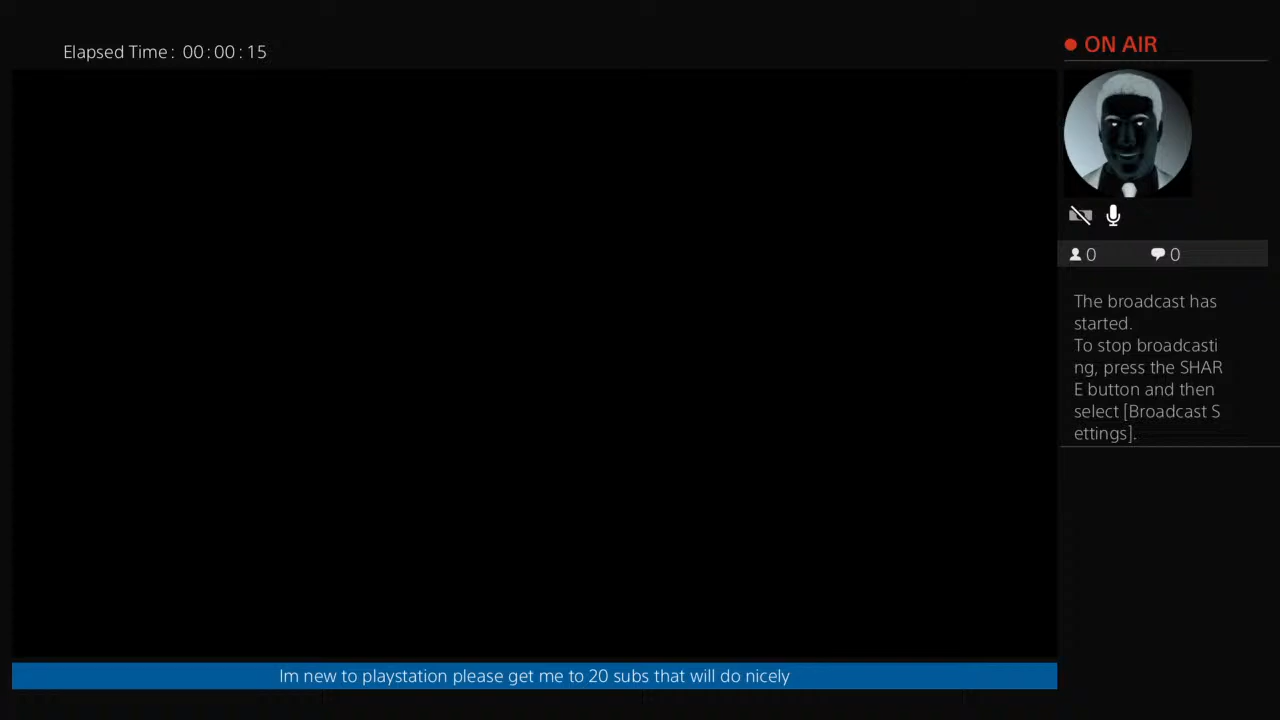 Elapsed Time: 00:00:15
ON AIR
0 0
The broadcast has
started.
To stop broadcasti
ng, press the SHAR
E button and then
select [Broadcast S
ettings].
Im new to playstation please get me to 20 subs that will do nicely